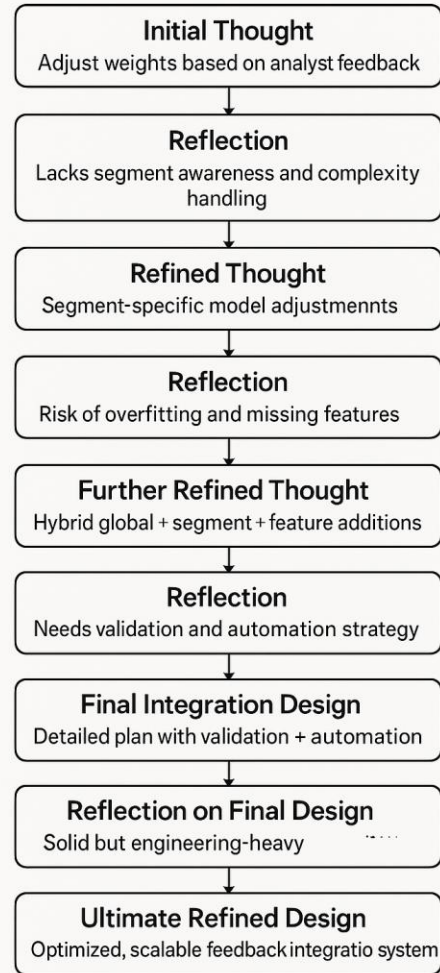 Initial Thought
Adjust weights based on analyst feedback
Reflection
Lacks segment awareness and complexity
handling
Refined Thought
Segment-specific model adjustmennts
Reflection
Risk of overfitting and missing features
Further Refined Thought
Hybrid global + segment + feature additions
Reflection
Needs validation and automation strategy
Final Integration Design
Detailed plan with validation + automation
Reflection on Final Design
Solid but engineering-heavy
Ultimate Refined Design
Optimized, scalable feedback integratio system